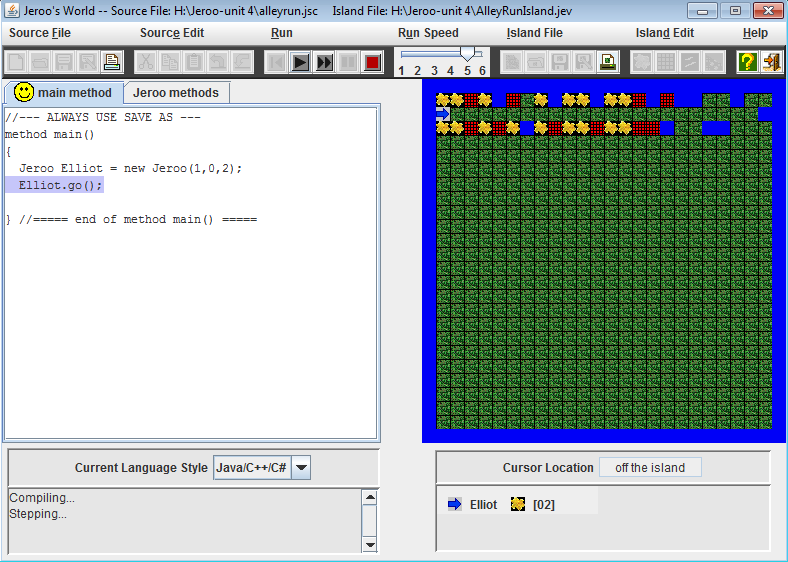 Jeroo's World -- Source File: H:\Jeroo-unit 4\alleyrun.jsc     Island File: H:\Jeroo-unit 4\AlleyRunIsland.jev
Source File   Source Edit   Run   Run Speed   Island File   Island Edit   Help
1 2 3 4 5 6
main method   Jeroo methods
//--- ALWAYS USE SAVE AS ---
method main()
{
  Jeroo Elliot = new Jeroo(1,0,2);
  Elliot.go();
} //===== end of method main() =====
Current Language Style   Java/C++/C#
Cursor Location   off the island
Compiling...
Stepping...
Elliot   [02]